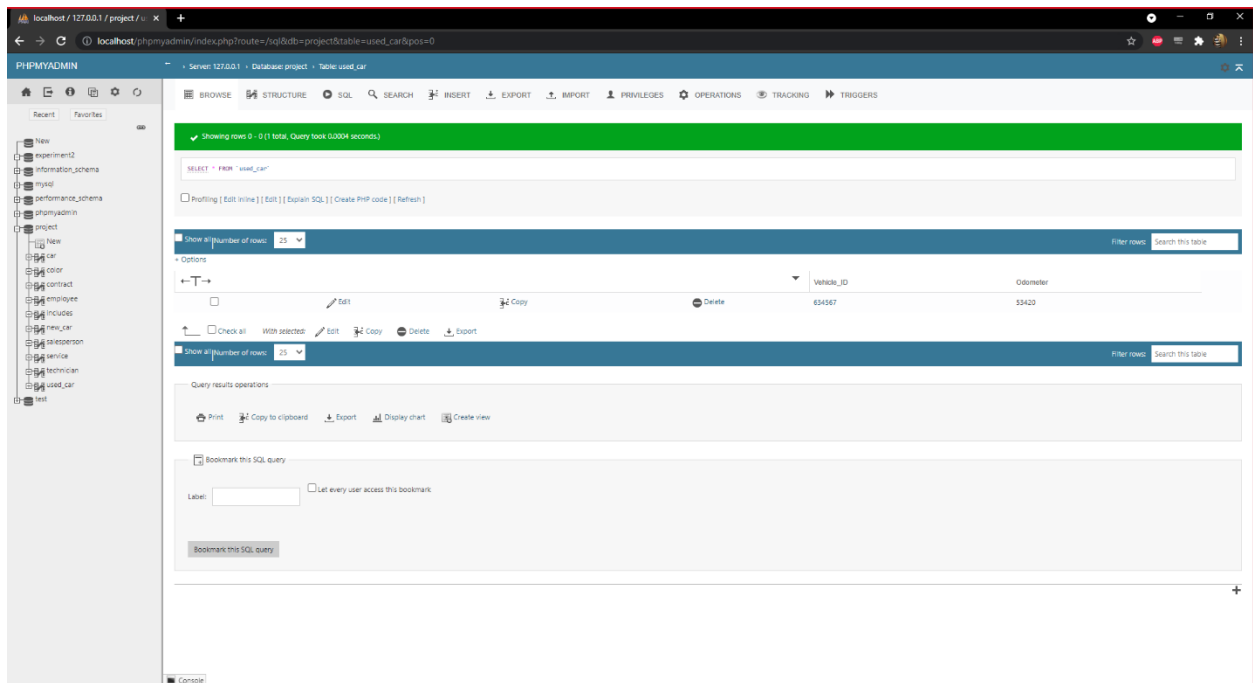 localhost / 127.0.0.1 / project / u
localhost/phpmyadmin/index.php?route=/sql&db=project&table=used_car&pos=0
PHPMYADMIN
Server: 127.0.0.1 Database: project Table: used_car
BROWSE STRUCTURE SQL SEARCH INSERT EXPORT IMPORT PRIVILEGES OPERATIONS TRACKING TRIGGERS
Recent Favorites
New
experiment2
information_schema
mysql
performance_schema
phpmyadmin
project
New
car
color
contract
employee
includes
new_car
salesperson
service
technician
used_car
test
Showing rows 0 - 0 (1 total, Query took 0.0004 seconds.)
SELECT * FROM `used_car`
Profiling [ Edit inline ] [ Edit ] [ Explain SQL ] [ Create PHP code ] [ Refresh ]
Show all Number of rows: 25 Filter rows: Search this table
+ Options
←T→ Vehicle_ID Odometer
Edit Copy Delete 634567 55420
Check all With selected: Edit Copy Delete Export
Show all Number of rows: 25 Filter rows: Search this table
Query results operations
Print Copy to clipboard Export Display chart Create view
Bookmark this SQL query
Label: Let every user access this bookmark
Bookmark this SQL query
Console